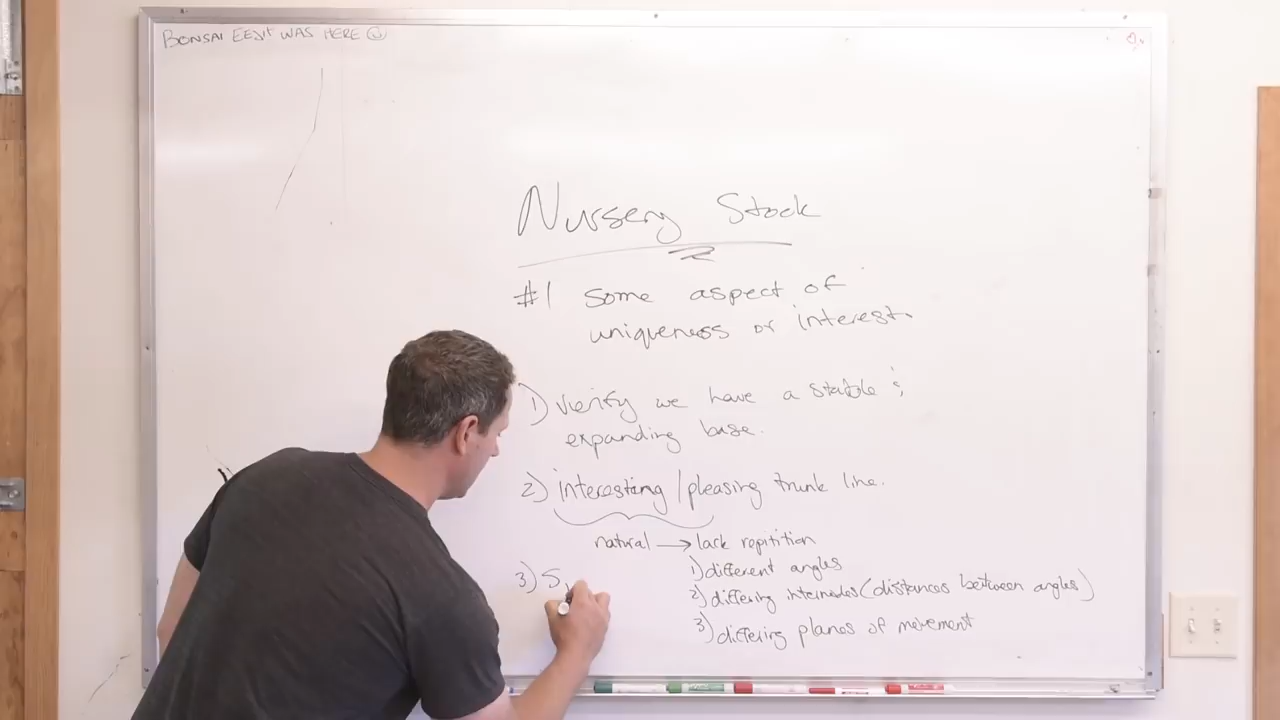 BONSAI EEJIT WAS HERE
Nursery Stock
#1 some aspect of
uniqueness or interest.
1) verify we have a stable &
expanding base.
2) interesting/pleasing trunk line.
natural → lack repitition
1) different angles
2) differing internodes (distances between angles)
3) differing planes of movement
3) S